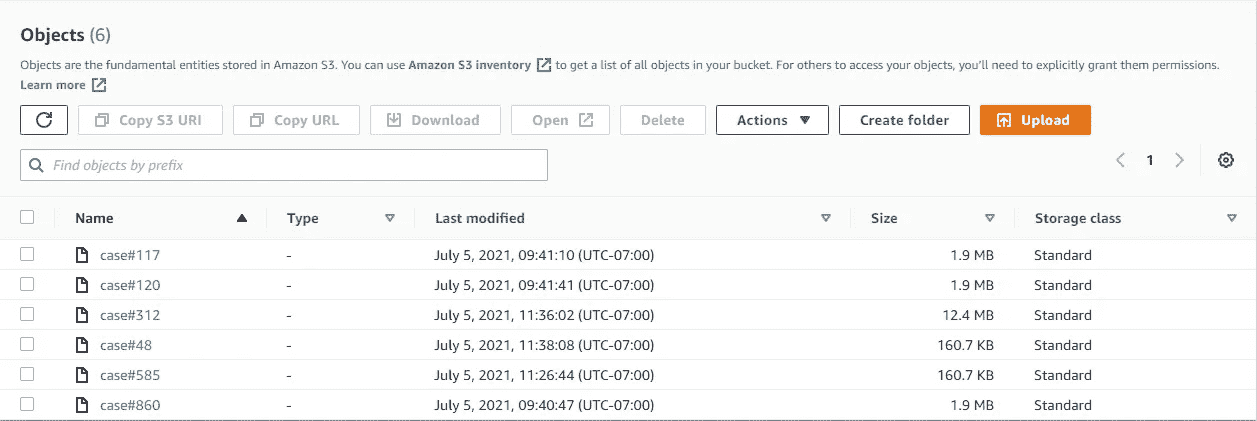 Objects (6)
Objects are the fundamental entities stored in Amazon S3. You can use Amazon S3 inventory to get a list of all objects in your bucket. For others to access your objects, you'll need to explicitly grant them permissions.
Learn more
Copy S3 URI Copy URL Download Open Delete Actions Create folder Upload
Find objects by prefix 1
Name Type Last modified Size Storage class
case#117 - July 5, 2021, 09:41:10 (UTC-07:00) 1.9 MB Standard
case#120 - July 5, 2021, 09:41:41 (UTC-07:00) 1.9 MB Standard
case#312 - July 5, 2021, 11:36:02 (UTC-07:00) 12.4 MB Standard
case#48 - July 5, 2021, 11:38:08 (UTC-07:00) 160.7 KB Standard
case#585 - July 5, 2021, 11:26:44 (UTC-07:00) 160.7 KB Standard
case#860 - July 5, 2021, 09:40:47 (UTC-07:00) 1.9 MB Standard